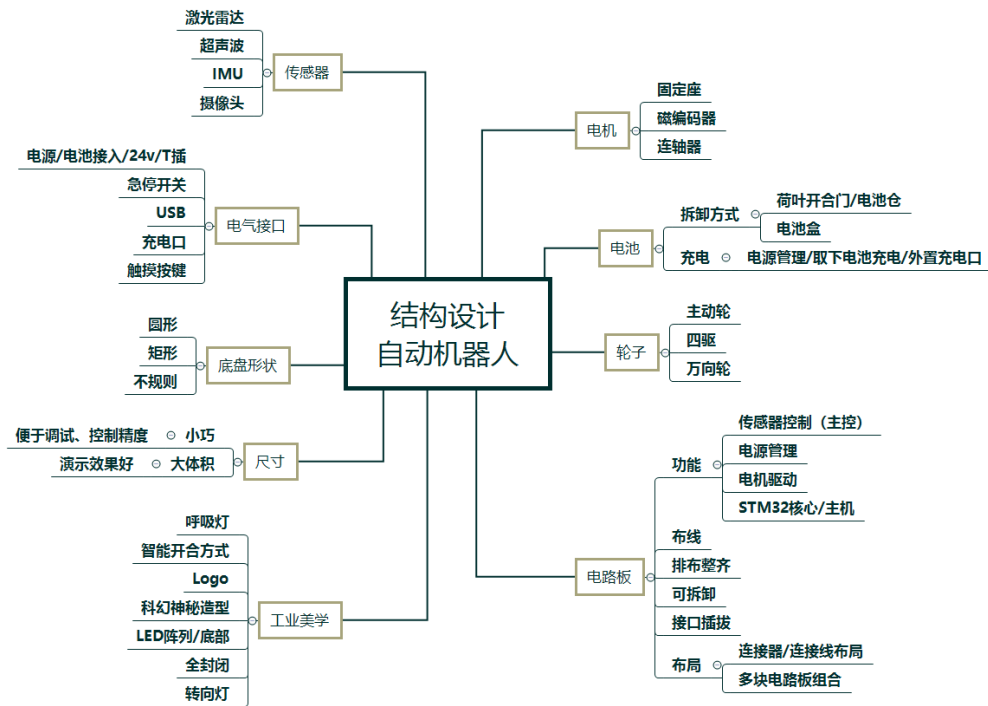 结构设计
自动机器人
传感器
激光雷达
超声波
IMU
摄像头
电气接口
电源/电池接入/24v/T插
急停开关
USB
充电口
触摸按键
底盘形状
圆形
矩形
不规则
尺寸
小巧
便于调试、控制精度
大体积
演示效果好
工业美学
呼吸灯
智能开合方式
Logo
科幻神秘造型
LED阵列/底部
全封闭
转向灯
电机
固定座
磁编码器
连轴器
电池
拆卸方式
荷叶开合门/电池仓
电池盒
充电
电源管理/取下电池充电/外置充电口
轮子
主动轮
四驱
万向轮
电路板
功能
传感器控制（主控）
电源管理
电机驱动
STM32核心/主机
布线
排布整齐
可拆卸
接口插拔
布局
连接器/连接线布局
多块电路板组合